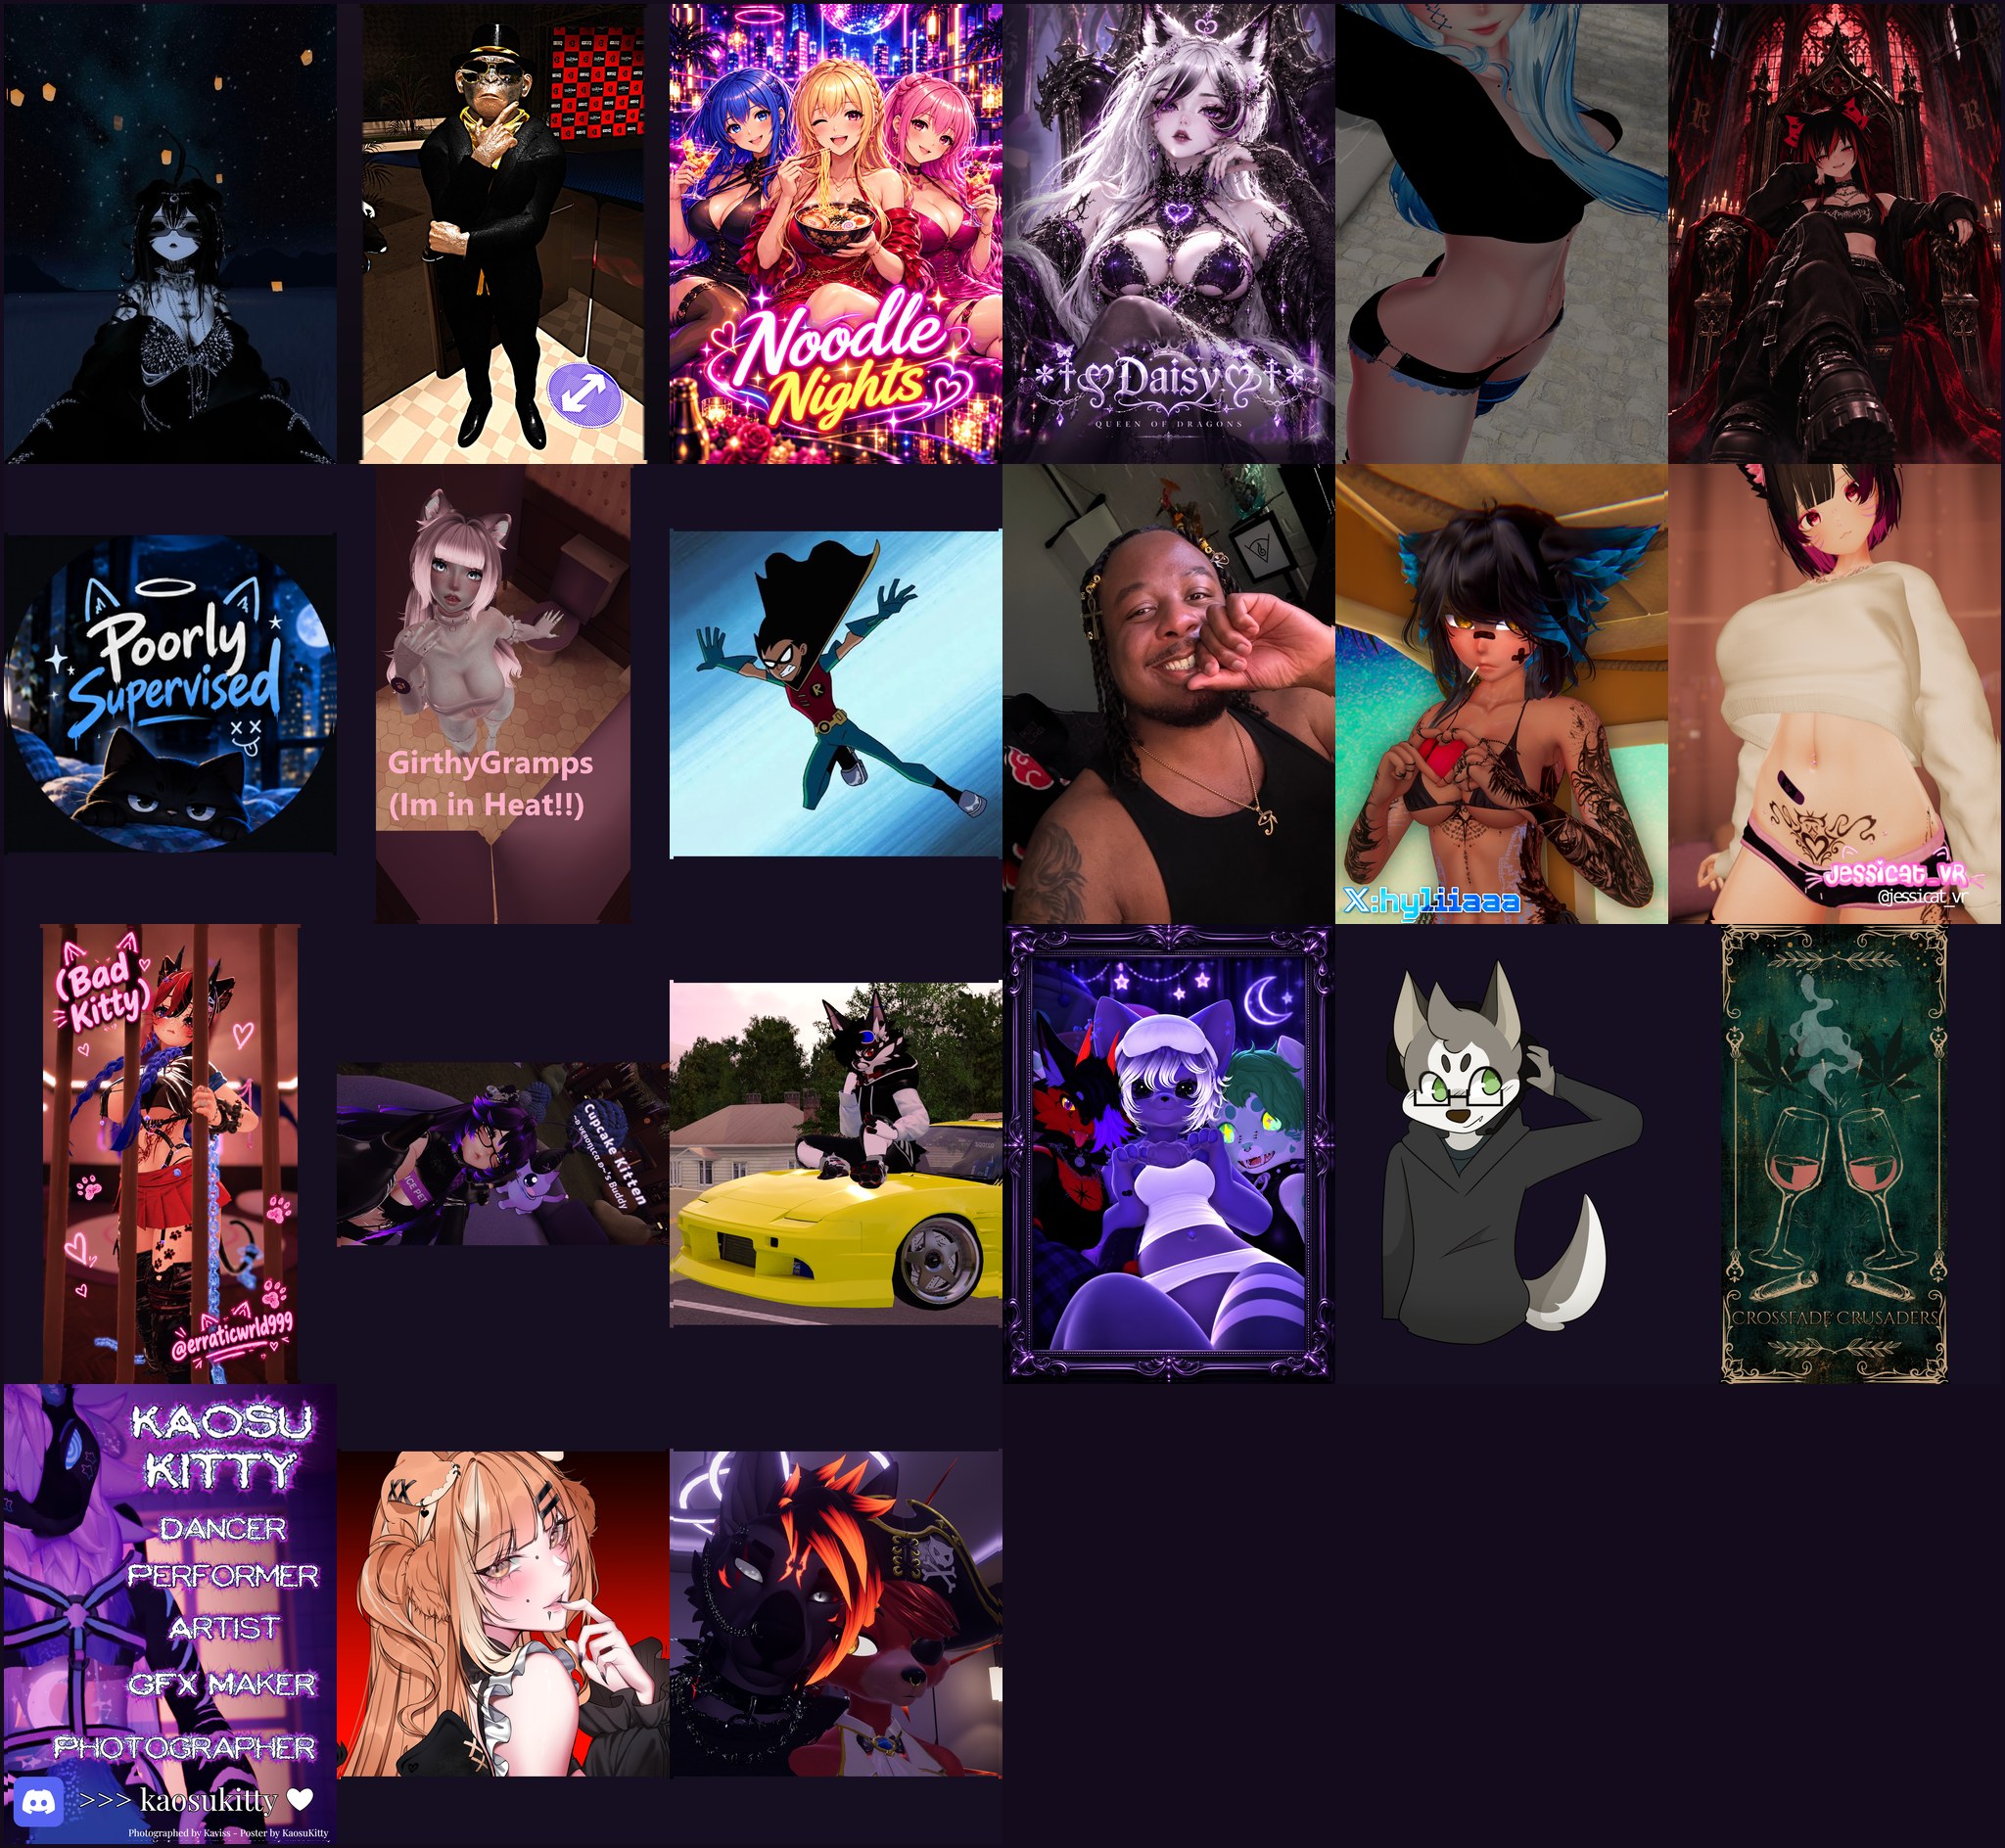 Noodle
Nights
*†♡Daisy♡†*
QUEEN OF DRAGONS
R
R
Poorly
Supervised
GirthyGramps
(Im in Heat!!)
R
X:hyliiaaa
Jessicat_VR
@jessicat_vr
(Bad
Kitty)
@erraticwrld999
Cupcake Kitten
CROSSFADE CRUSADERS
KAOSU
KITTY
DANCER
PERFORMER
ARTIST
GFX MAKER
PHOTOGRAPHER
>>> kaosukitty
Photographed by Kaviss - Poster by KaosuKitty
XX